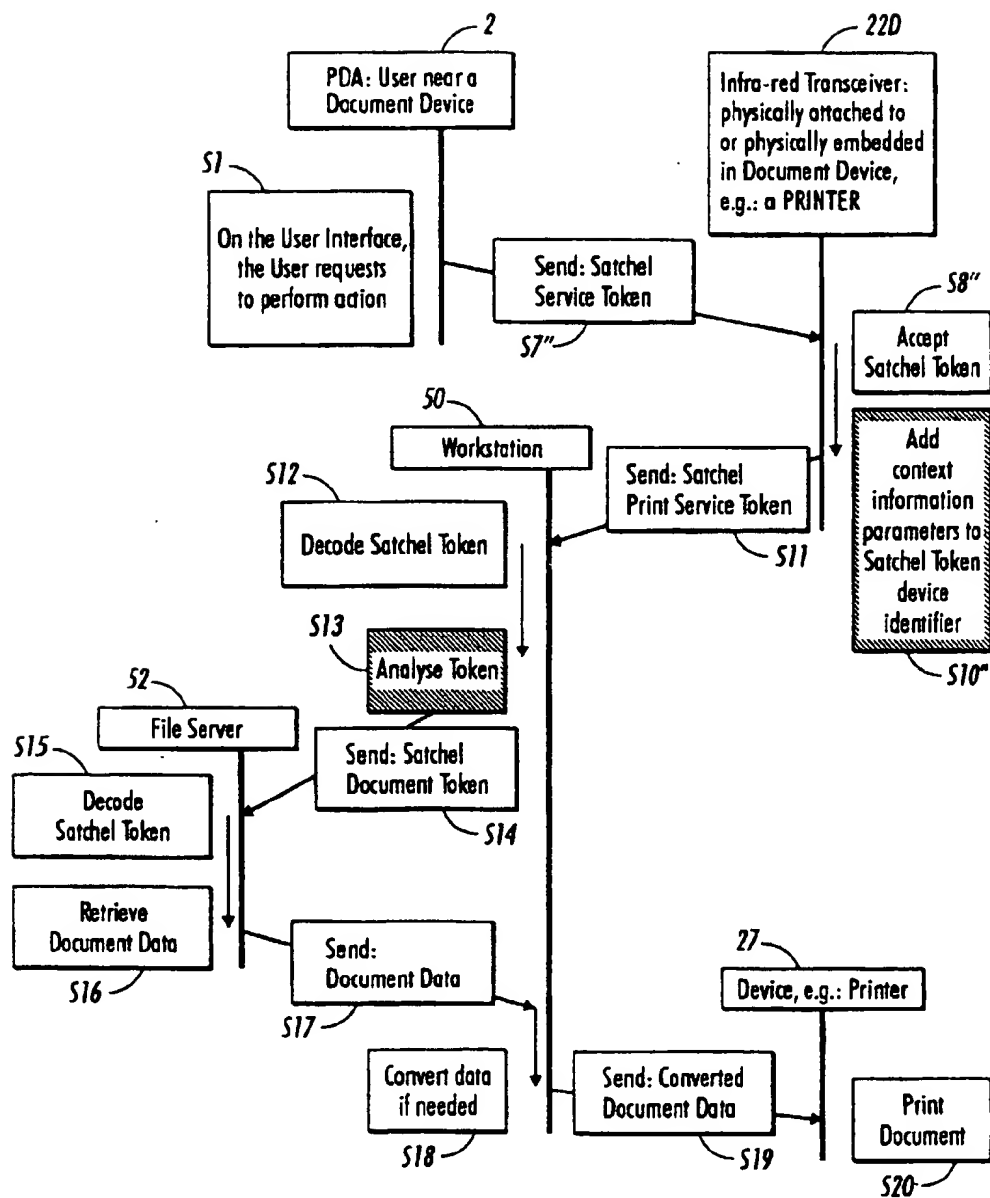 2
PDA: User near a
Document Device
22D
Infra-red Transceiver:
physically attached to
or physically embedded
in Document Device,
e.g.: a PRINTER
S1
On the User Interface,
the User requests
to perform action
Send: Satchel
Service Token
S7"
S8"
Accept
Satchel Token
50
Workstation
Add
context
information
parameters to
Satchel Token
device
identifier
S10"
Send: Satchel
Print Service Token
S11
S12
Decode Satchel Token
S13
Analyse Token
52
File Server
Send: Satchel
Document Token
S14
S15
Decode
Satchel Token
Retrieve
Document Data
S16
Send:
Document Data
S17
27
Device, e.g.: Printer
Convert data
if needed
S18
Send: Converted
Document Data
S19
Print
Document
S20